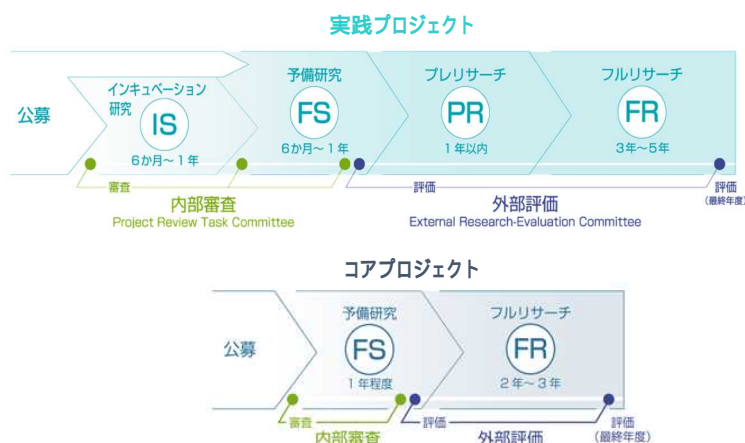 実践プロジェクト
公募
インキュベーション
研究
IS
6か月～1年
予備研究
FS
6か月～1年
プレリサーチ
PR
1年以内
フルリサーチ
FR
3年～5年
審査
内部審査
Project Review Task Committee
評価
外部評価
External Research-Evaluation Committee
評価
(最終年度)
コアプロジェクト
公募
予備研究
FS
1年程度
フルリサーチ
FR
2年～3年
審査
内部審査
評価
外部評価
評価
(最終年度)